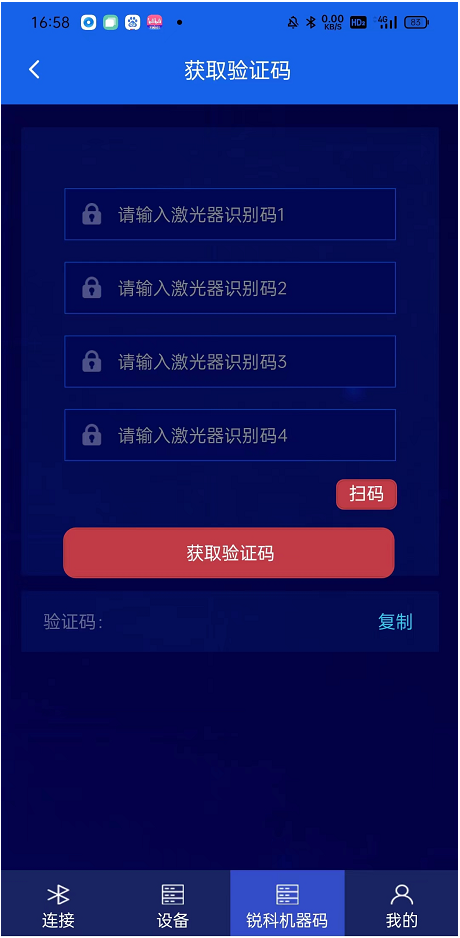 16:58
0.00 KB/S HD2 4G 83
获取验证码
请输入激光器识别码1
请输入激光器识别码2
请输入激光器识别码3
请输入激光器识别码4
扫码
获取验证码
验证码: 复制
连接 设备 锐科机器码 我的